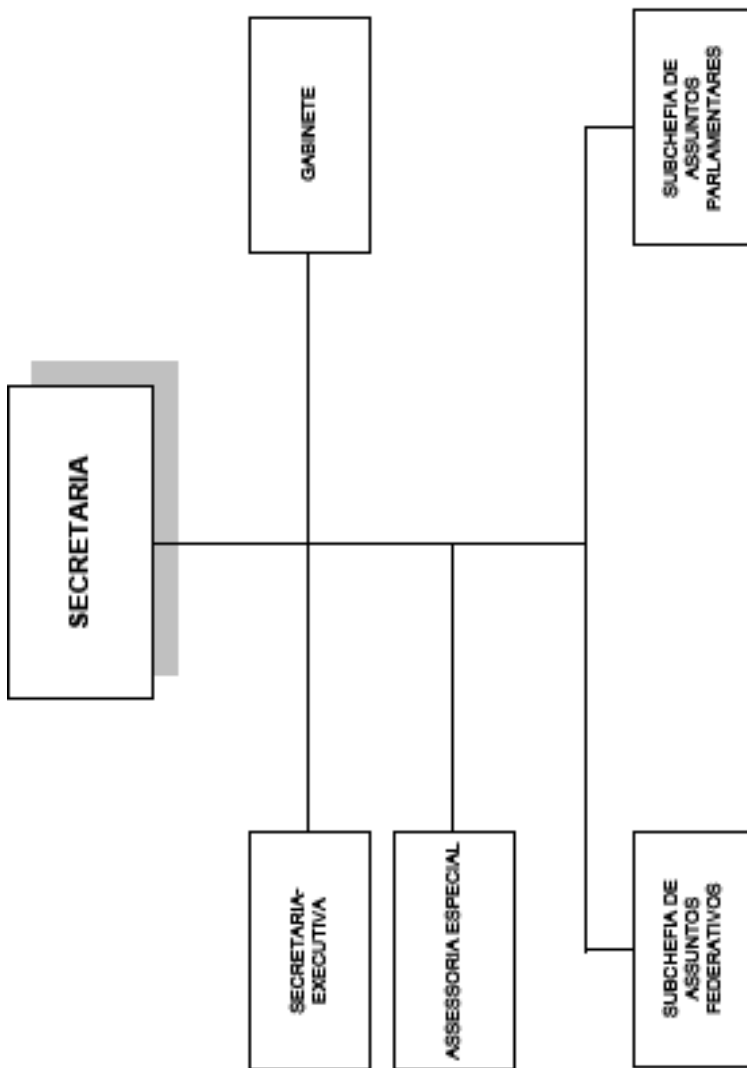 SECRETARIA
SECRETARIA-
EXECUTIVA
GABINETE
ASSESSORIA ESPECIAL
SUBCHEFIA DE
ASSUNTOS
FEDERATIVOS
SUBCHEFIA DE
ASSUNTOS
PARLAMENTARES